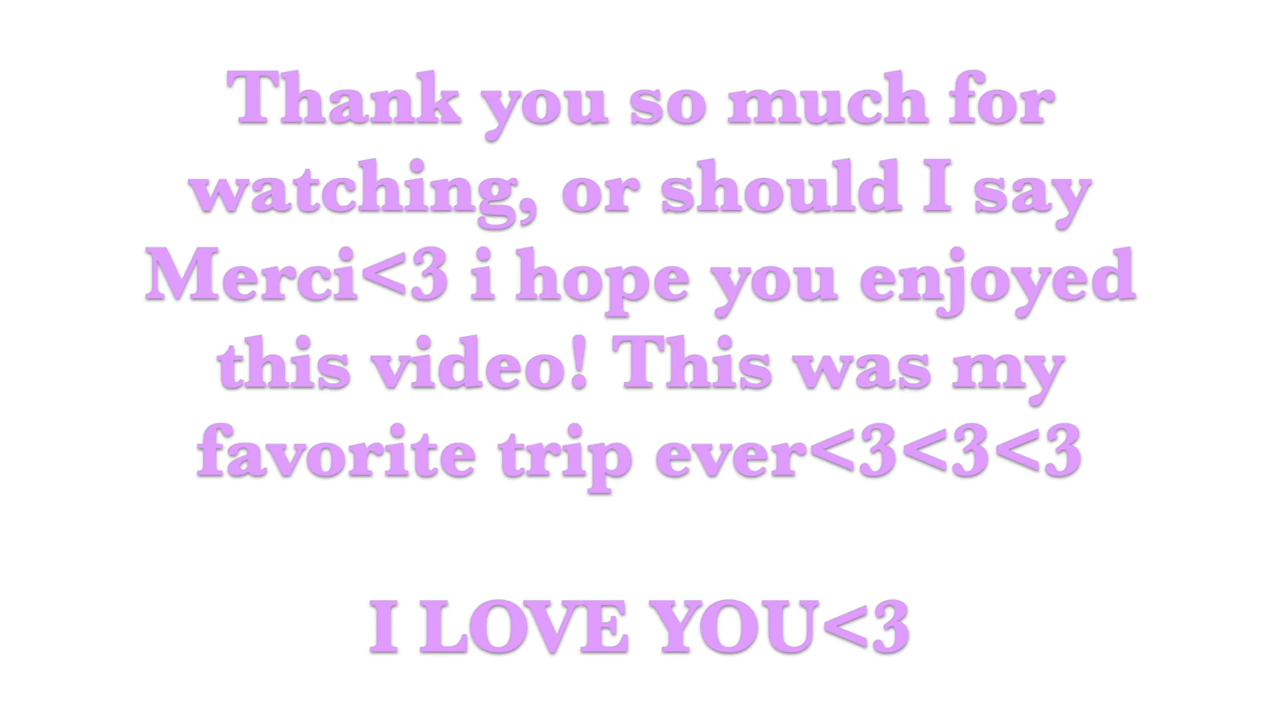 Thank you so much for
watching, or should I say
Merci<3 i hope you enjoyed
this video! This was my
favorite trip ever<3<3<3
I LOVE YOU<3